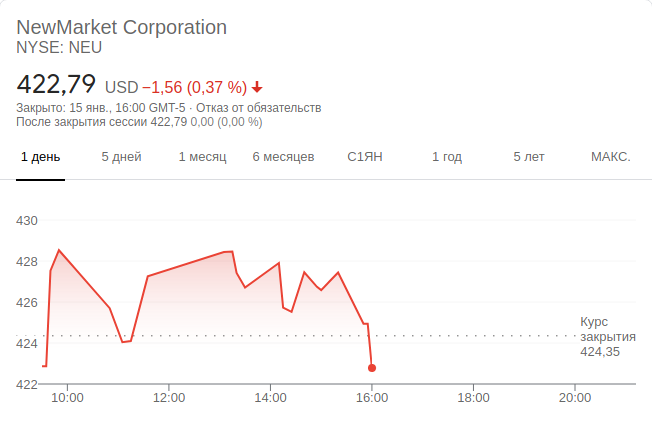 NewMarket Corporation
NYSE: NEU
422,79 USD −1,56 (0,37 %)
Закрыто: 15 янв., 16:00 GMT-5 · Отказ от обязательств
После закрытия сессии 422,79 0,00 (0,00 %)
1 день 5 дней 1 месяц 6 месяцев С1ЯН 1 год 5 лет МАКС.
430
428
426
424
422
Курс
закрытия
424,35
10:00 12:00 14:00 16:00 18:00 20:00